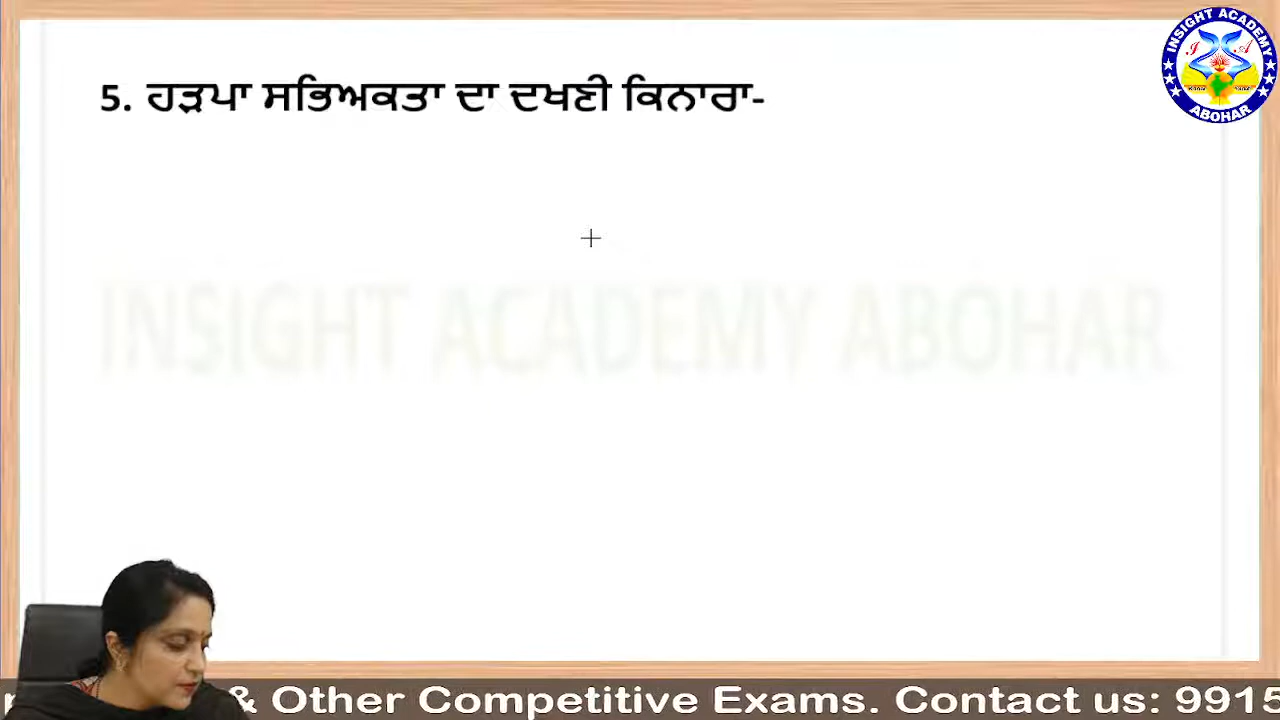 INSIGHT ACADEMY
ABOHAR
5. ਹੜਪਾ ਸਭਿਅਕਤਾ ਦਾ ਦਖਣੀ ਕਿਨਾਰਾ-
INSIGHT ACADEMY ABOHAR
& Other Competitive Exams. Contact us: 9915